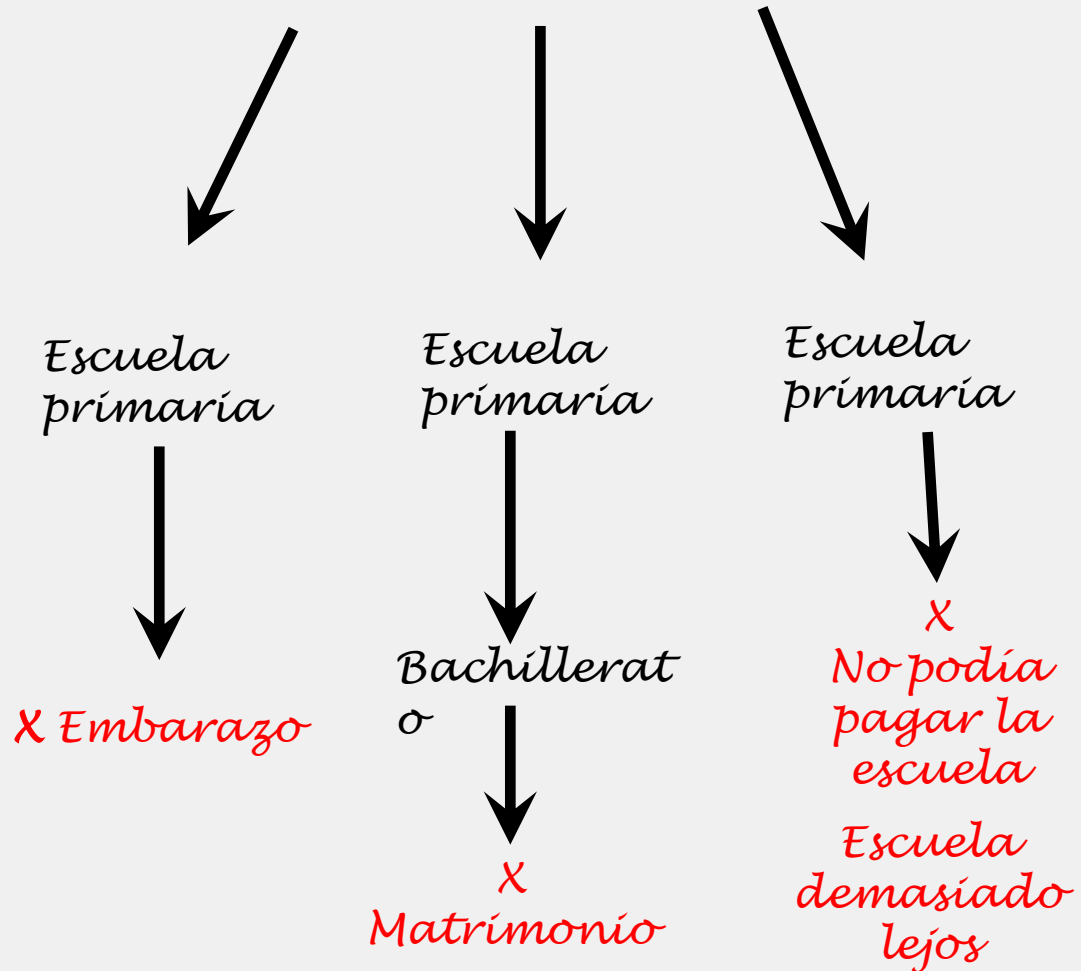 Escuela
primaria
Escuela
primaria
Escuela
primaria
X Embarazo
Bachillerat
o
X
Matrimonio
X
No podía
pagar la
escuela
Escuela
demasiado
lejos